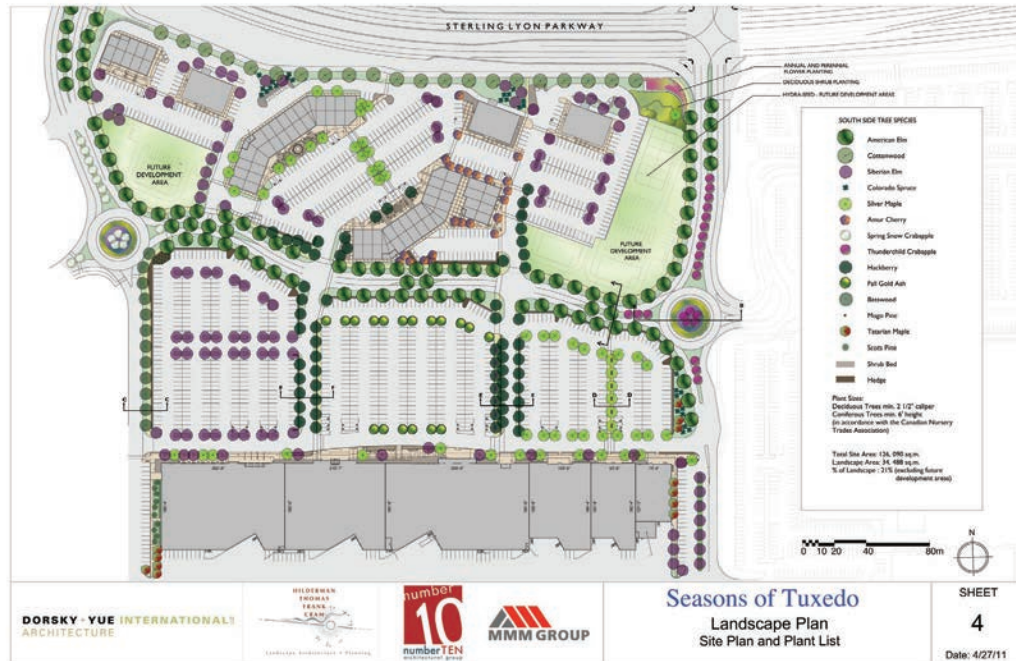 STERLING LYON PARKWAY
ANNUAL AND PERENNIAL
FLOWER PLANTING
DECIDUOUS SHRUB PLANTING
HYDRA SEED - FUTURE DEVELOPMENT AREAS
FUTURE
DEVELOPMENT
AREA
FUTURE
DEVELOPMENT
AREA
SOUTH SIDE TREE SPECIES
American Elm
Cottonwood
Siberian Elm
Colorado Spruce
Silver Maple
Amur Cherry
Spring Snow Crabapple
Thunderchild Crabapple
Hackberry
Fall Gold Ash
Basswood
Mugo Pine
Tatarian Maple
Scots Pine
Shrub Bed
Hedge
Plant Sizes:
Deciduous Trees min. 2 1/2" caliper
Coniferous Trees min. 6' height
(in accordance with the Canadian Nursery
Trades Association)
Total Site Area: 126, 090 sq.m.
Landscape Area: 34, 488 sq.m.
% of Landscape : 21% (excluding future
development areas)
0 10 20 40 80m
N
DORSKY · YUE INTERNATIONAL
ARCHITECTURE
HILDERMAN
THOMAS
FRANK
CRAM
Landscape Architecture • Planning
number
10
numberTEN
architectural group
MMM GROUP
Seasons of Tuxedo
Landscape Plan
Site Plan and Plant List
SHEET
4
Date: 4/27/11